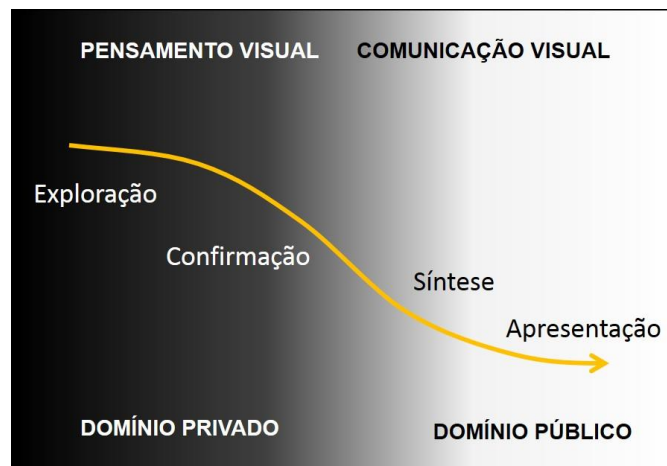 PENSAMENTO VISUAL
COMUNICAÇÃO VISUAL
Exploração
Confirmação
Síntese
Apresentação
DOMÍNIO PRIVADO
DOMÍNIO PÚBLICO